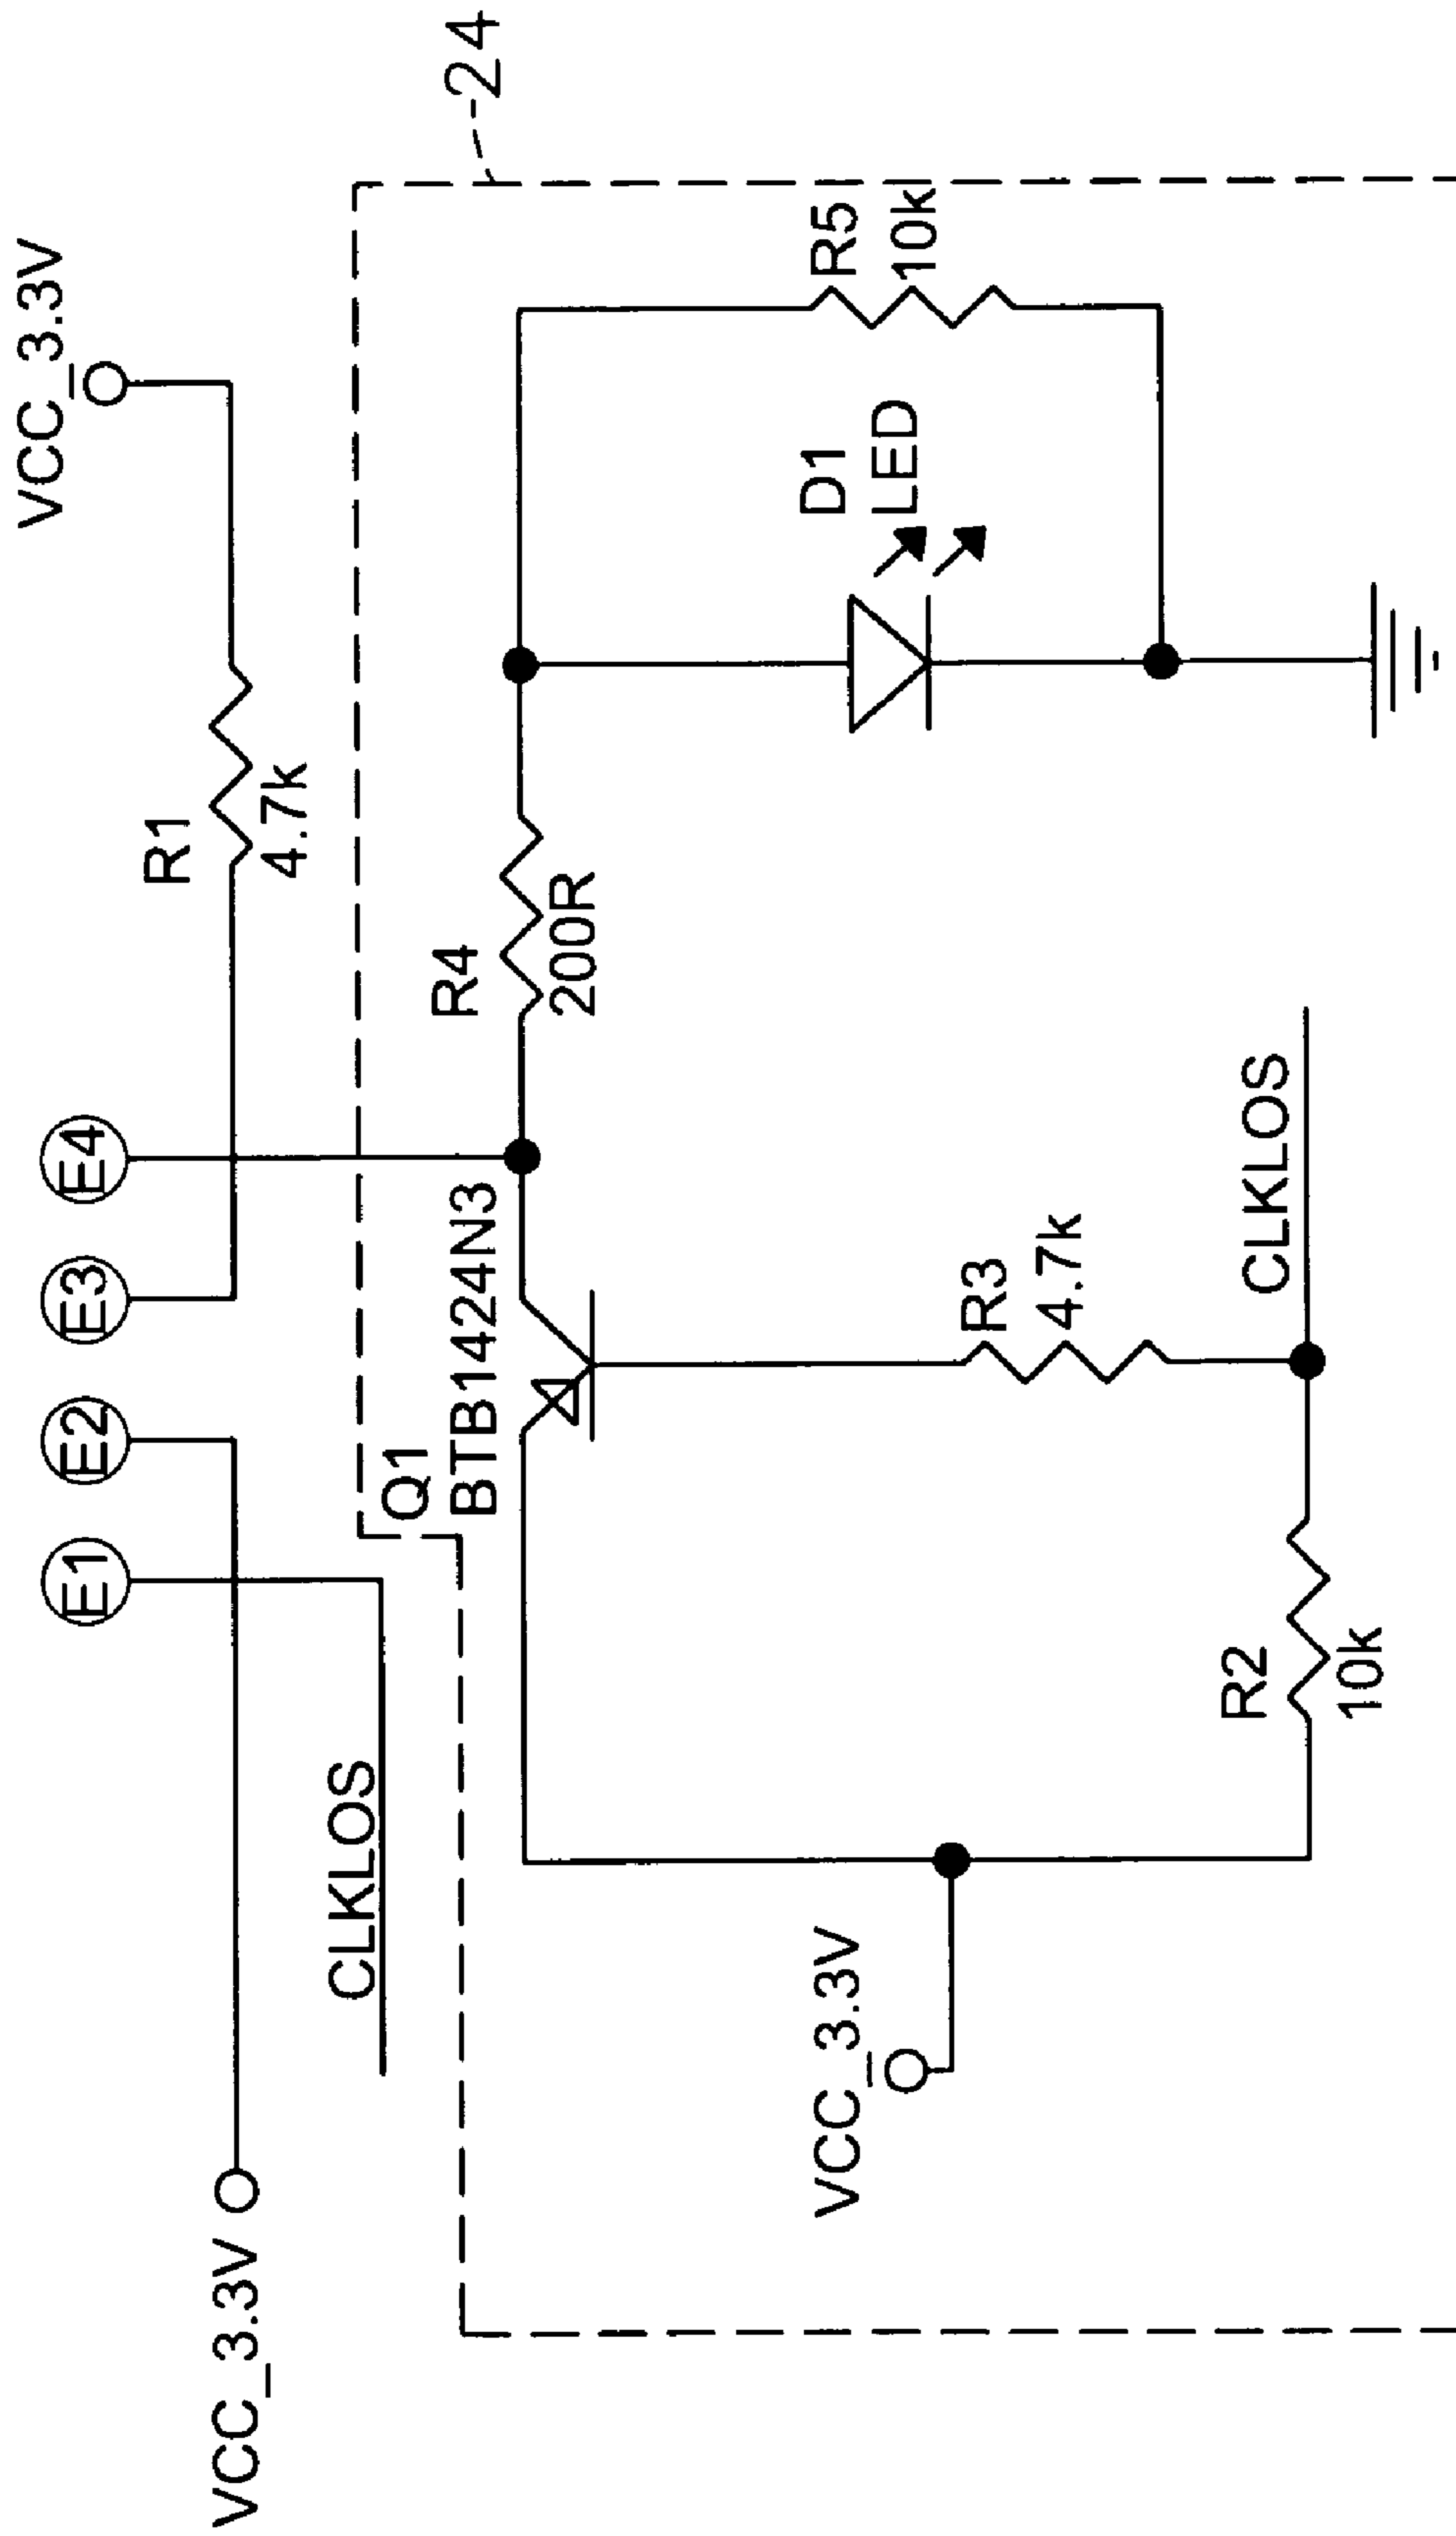 VCC_3.3V
R1
4.7k
E1
E2
E3
E4
VCC_3.3V
CLKLOS
24
Q1
BTB1424N3
R4
200R
D1
LED
R5
10k
VCC_3.3V
R3
4.7k
R2
10k
CLKLOS